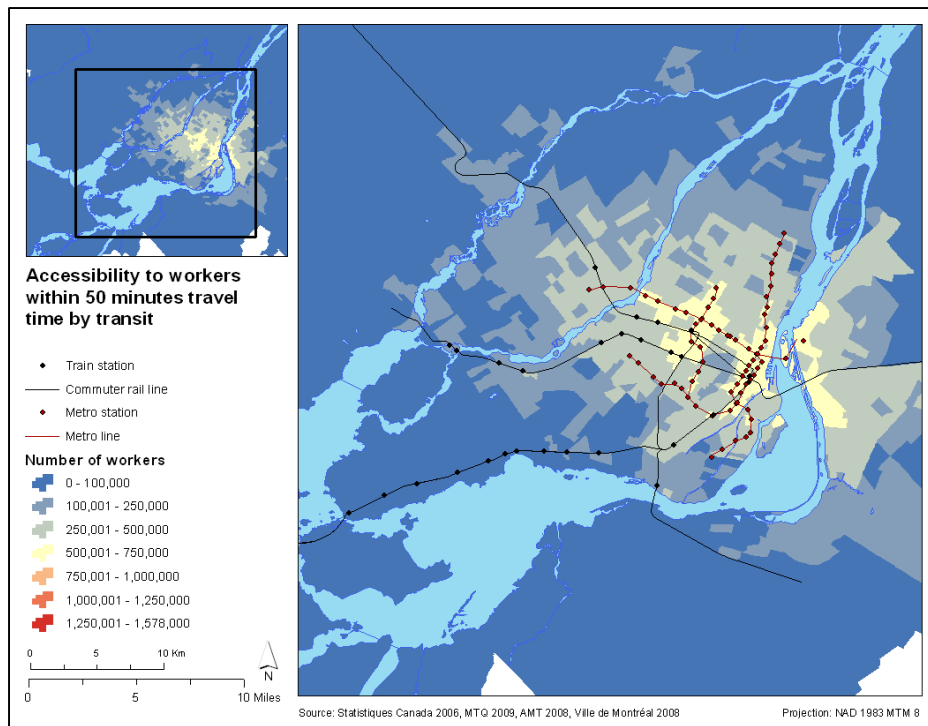 Accessibility to workers
within 50 minutes travel
time by transit
Train station
Commuter rail line
Metro station
Metro line
Number of workers
0 - 100,000
100,001 - 250,000
250,001 - 500,000
500,001 - 750,000
750,001 - 1,000,000
1,000,001 - 1,250,000
1,250,001 - 1,578,000
0 5 10 Km
N
0 5 10 Miles
Source: Statistiques Canada 2006, MTQ 2009, AMT 2008, Ville de Montréal 2008
Projection: NAD 1983 MTM 8